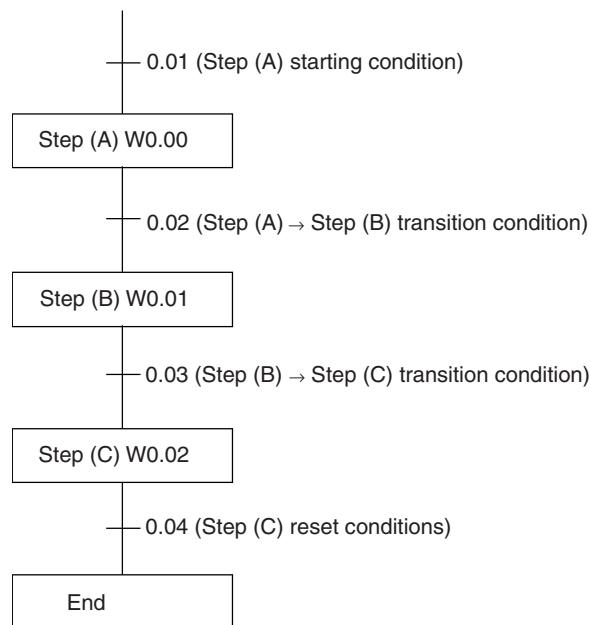 0.01 (Step (A) starting condition)
Step (A) W0.00
0.02 (Step (A) → Step (B) transition condition)
Step (B) W0.01
0.03 (Step (B) → Step (C) transition condition)
Step (C) W0.02
0.04 (Step (C) reset conditions)
End